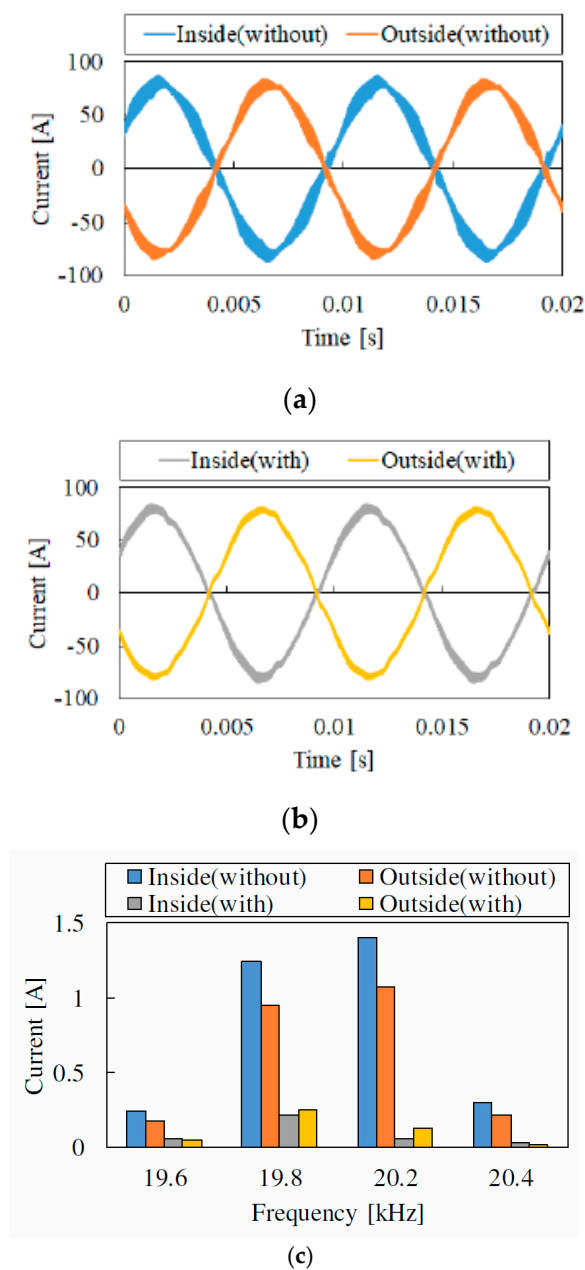 Inside(without) Outside(without)
100
50
0
-50
-100
Current [A]
0 0.005 0.01 0.015 0.02
Time [s]
(a)
Inside(with) Outside(with)
100
50
0
-50
-100
Current [A]
0 0.005 0.01 0.015 0.02
Time [s]
(b)
Inside(without) Outside(without)
Inside(with) Outside(with)
1.5
1
0.5
0
Current [A]
19.6 19.8 20.2 20.4
Frequency [kHz]
(c)